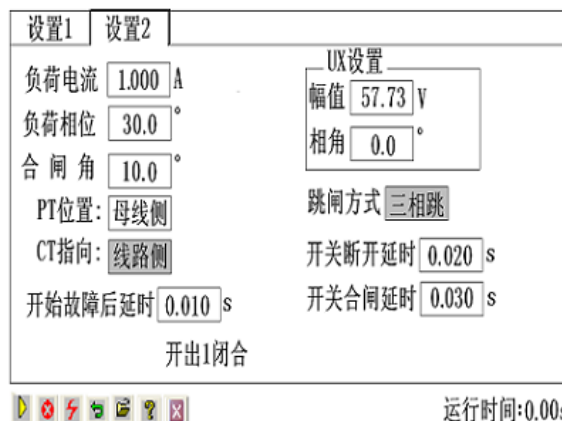 设置1 设置2
负荷电流 1.000 A
负荷相位 30.0 °
合闸角 10.0 °
PT位置: 母线侧
CT指向: 线路侧
开始故障后延时 0.010 s
开出1闭合
UX设置
幅值 57.73 V
相角 0.0 °
跳闸方式 三相跳
开关断开延时 0.020 s
开关合闸延时 0.030 s
运行时间:0.00s